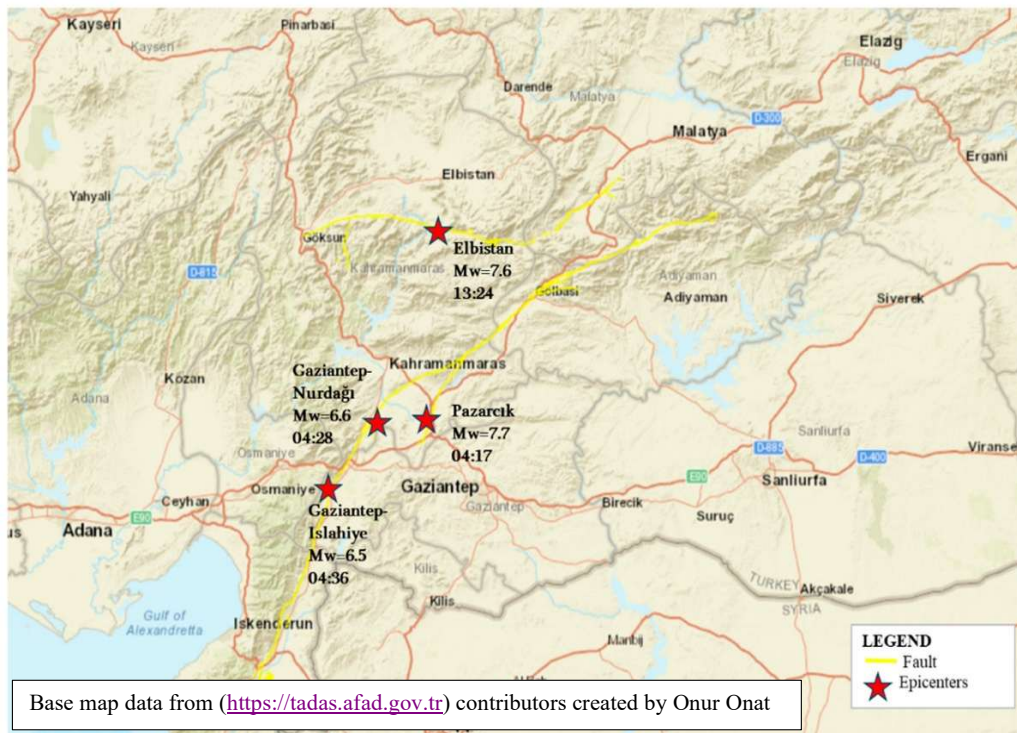 Kayseri
Pinarbasi
Kayseri
Elazig
Elazig
Darende
Malatya
D-300
Malatya
Ergani
Elbistan
Yahyali
Göksun
Elbistan
Mw=7.6
13:24
Kahramanmaras
D-815
Golbasi
Adiyaman
Adiyaman
Siverek
Kahramanmaras
Gaziantep-
Nurdağı
Mw=6.6
04:28
Kozan
Adana
Pazarcık
Mw=7.7
04:17
Osmaniye
Sanliurfa
D-885
D-400
Viranse
E90
Sanliurfa
Osmaniye
Gaziantep
Ceyhan
Birecik
Gaziantep
Suruç
Gaziantep-
Islahiye
Mw=6.5
04:36
us
Adana
E90
Kilis
TURKEY
SYRIA
Akçakale
Kilis
Gulf of
Alexandretta
Iskenderun
Manbij
LEGEND
Fault
Epicenters
Base map data from (https://tadas.afad.gov.tr) contributors created by Onur Onat